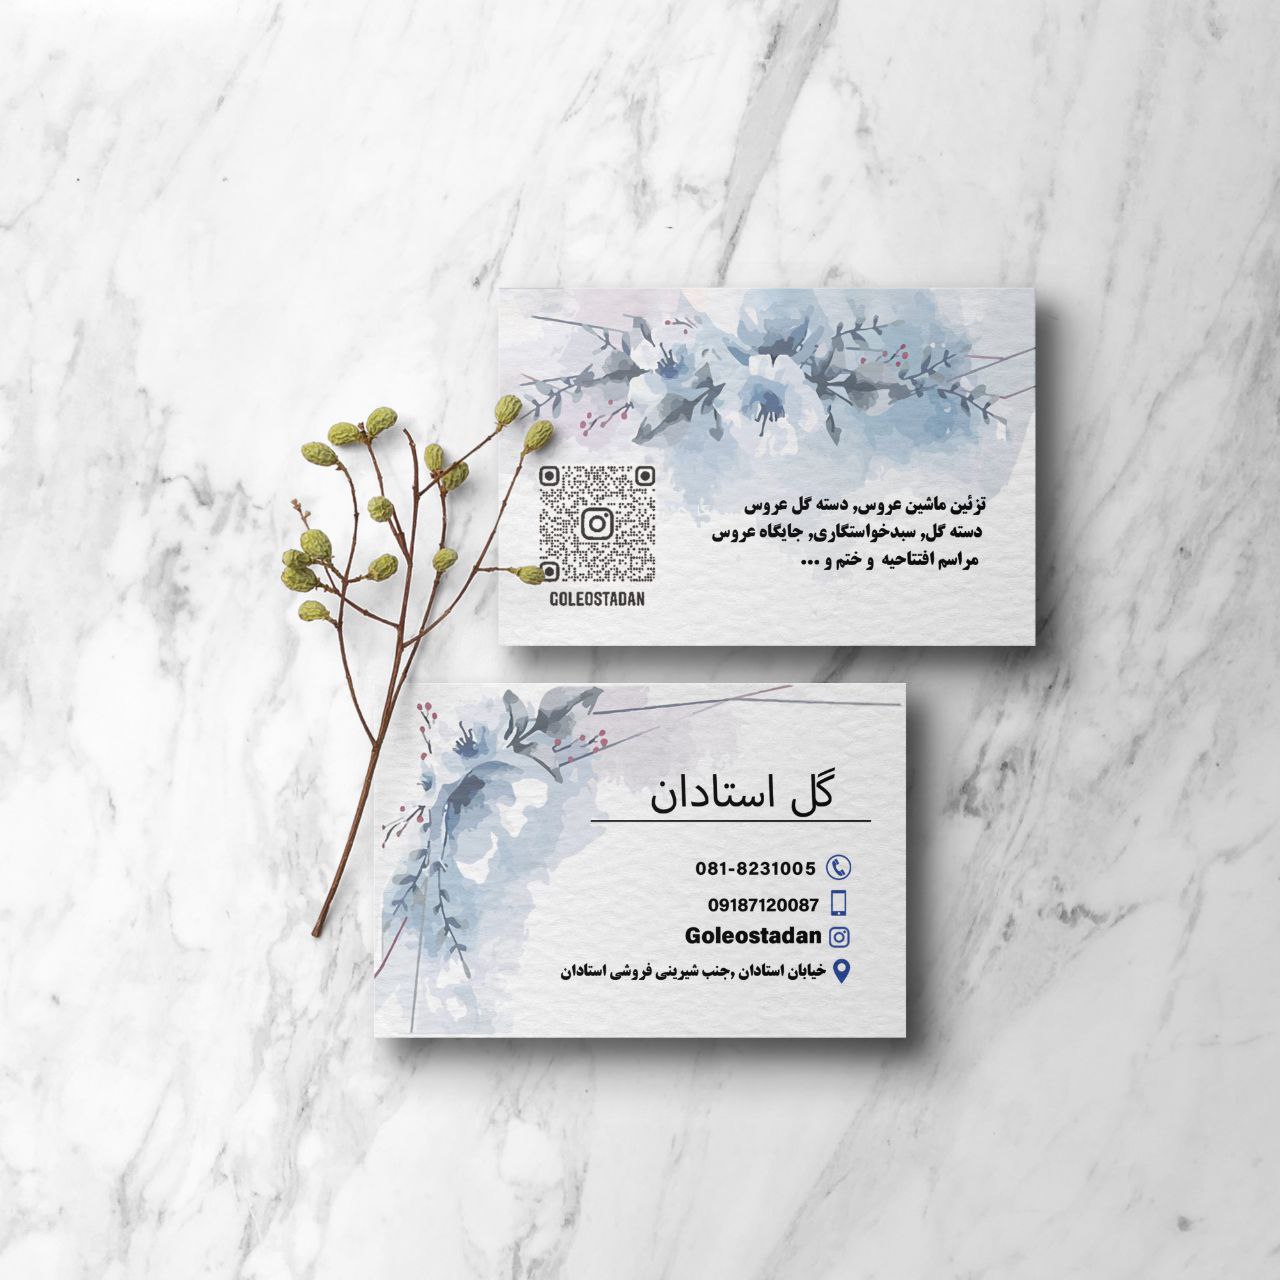 تزئین ماشین عروس, دسته گل عروس
دسته گل, سبدخواستگاری, جایگاه عروس
مراسم افتتاحیه و ختم و ...
GOLEOSTADAN
گل استادان
081-8231005
09187120087
Goleostadan
خیابان استادان ,جنب شیرینی فروشی استادان